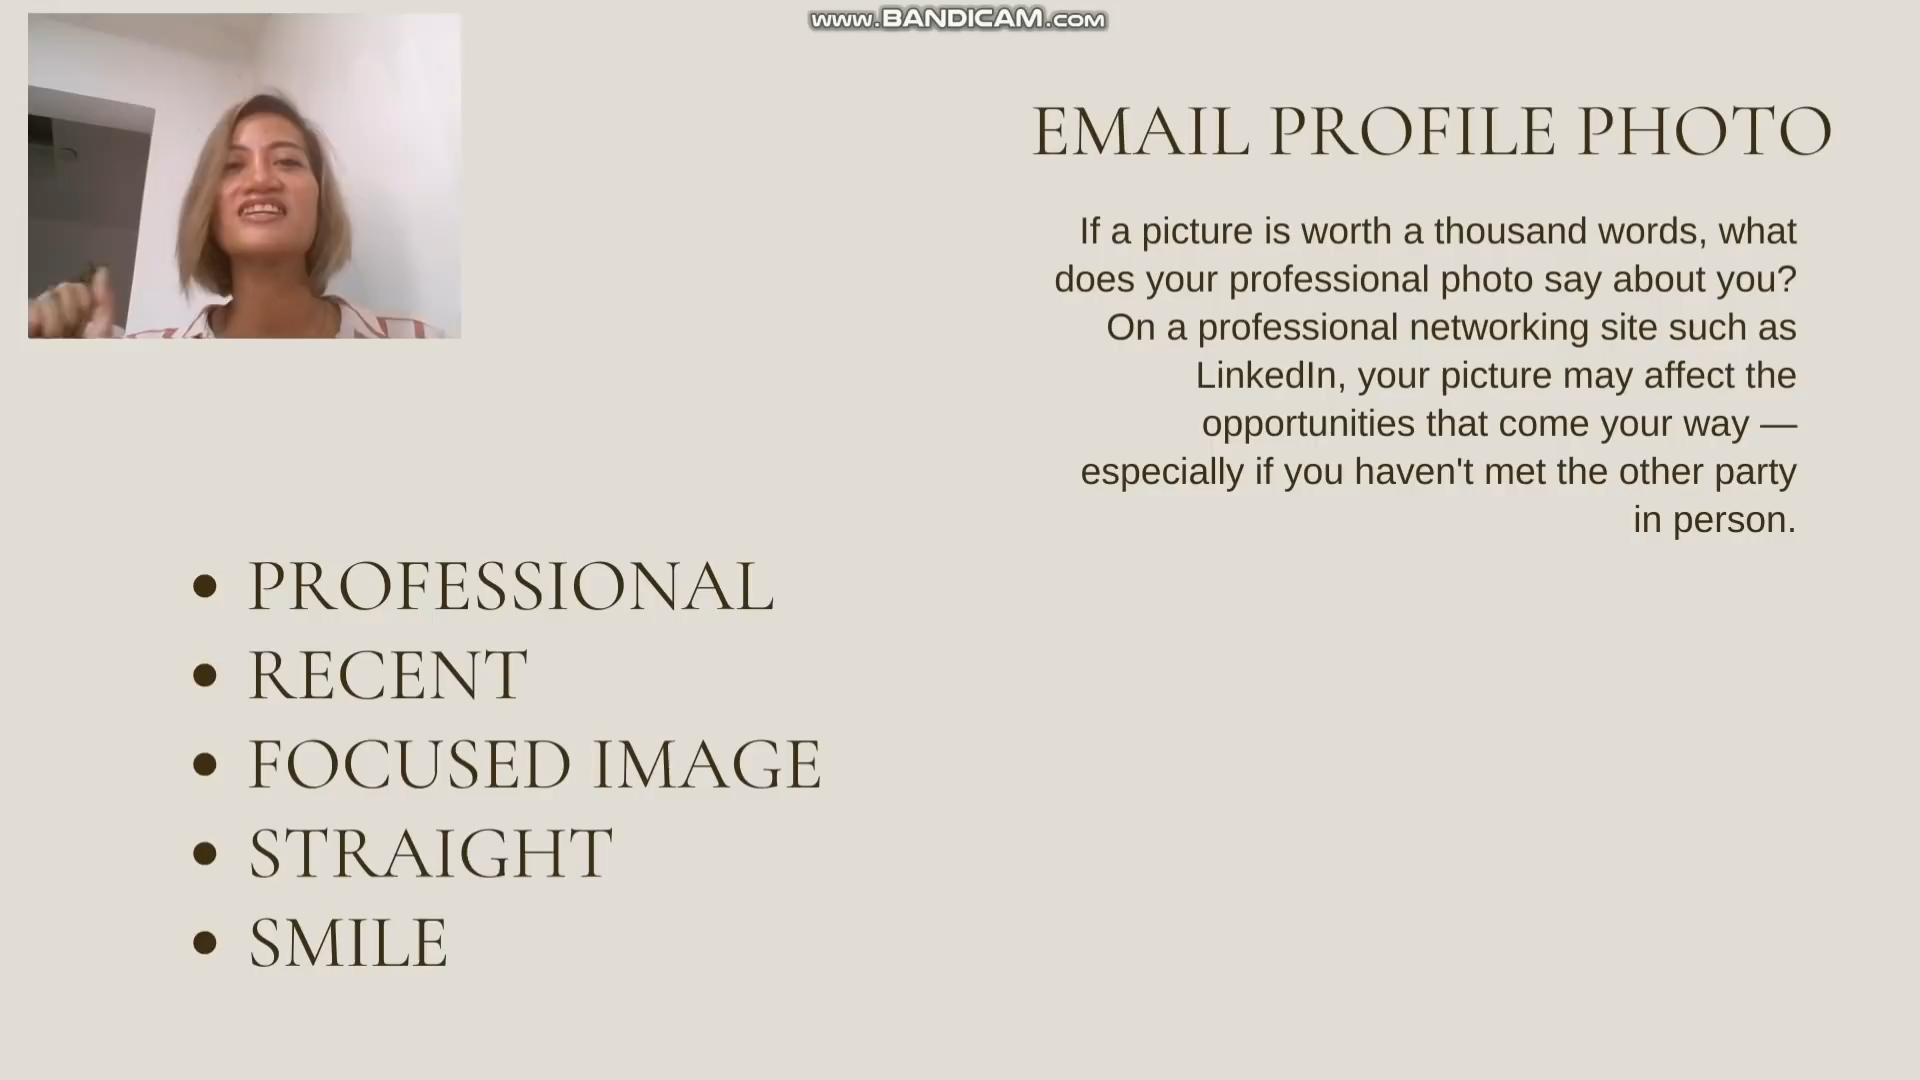 www.BANDICAM.com
EMAIL PROFILE PHOTO
If a picture is worth a thousand words, what
does your professional photo say about you?
On a professional networking site such as
LinkedIn, your picture may affect the
opportunities that come your way —
especially if you haven't met the other party
in person.
• PROFESSIONAL
• RECENT
• FOCUSED IMAGE
• STRAIGHT
• SMILE